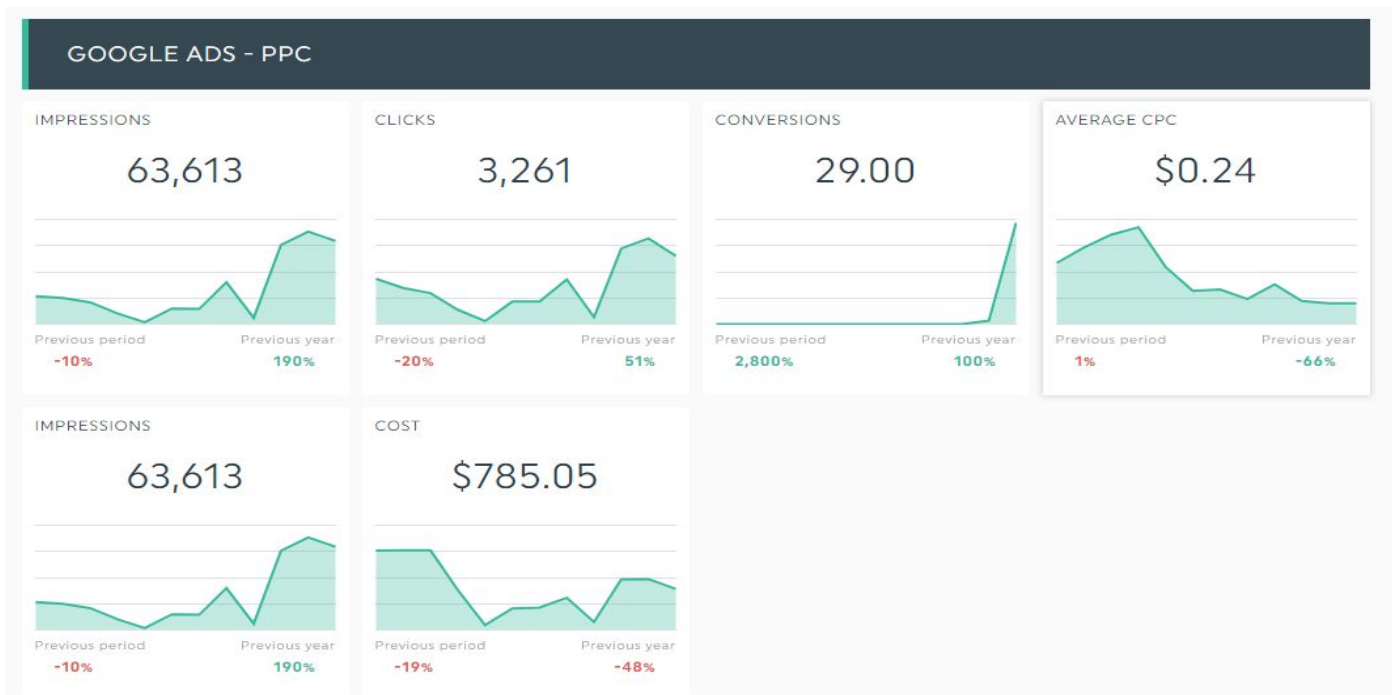 GOOGLE ADS - PPC
IMPRESSIONS
63,613
Previous period Previous year
-10% 190%
CLICKS
3,261
Previous period Previous year
-20% 51%
CONVERSIONS
29.00
Previous period Previous year
2,800% 100%
AVERAGE CPC
$0.24
Previous period Previous year
1% -66%
IMPRESSIONS
63,613
Previous period Previous year
-10% 190%
COST
$785.05
Previous period Previous year
-19% -48%